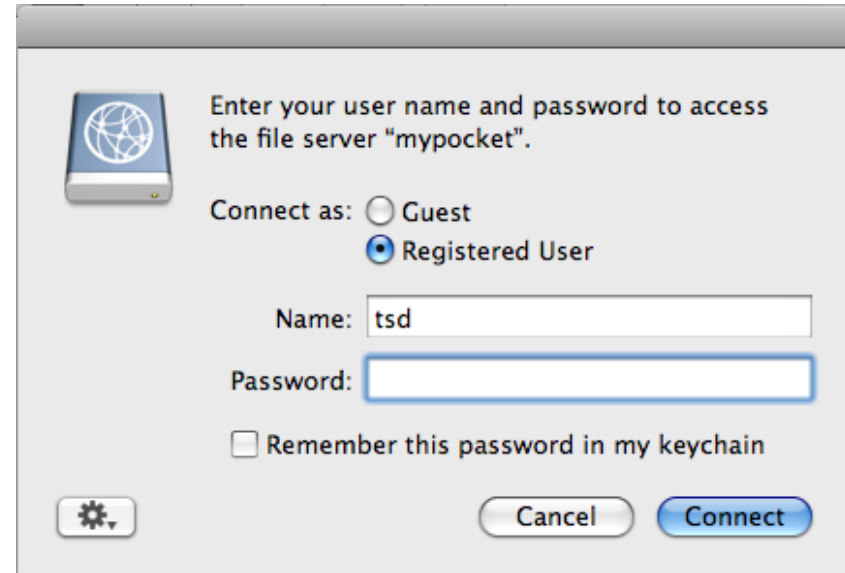 Enter your user name and password to access
the file server “mypocket”.
Connect as: Guest
Registered User
Name: tsd
Password:
Remember this password in my keychain
Cancel Connect